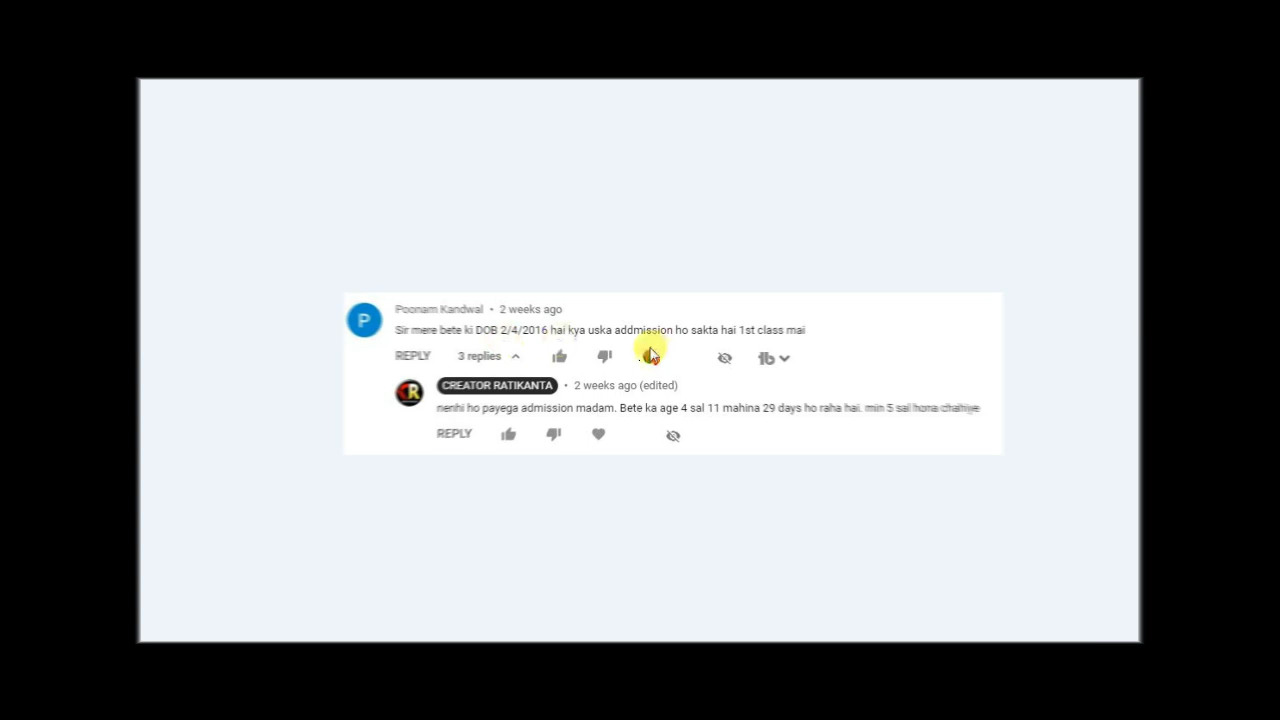 P
Poonam Kandwal • 2 weeks ago
Sir mere bete ki DOB 2/4/2016 hai kya uska addmission ho sakta hai 1st class mai
REPLY 3 replies
CR
CREATOR RATIKANTA • 2 weeks ago (edited)
nenhi ho payega admission madam. Bete ka age 4 sal 11 mahina 29 days ho raha hai. min 5 sal hona chahiye
REPLY